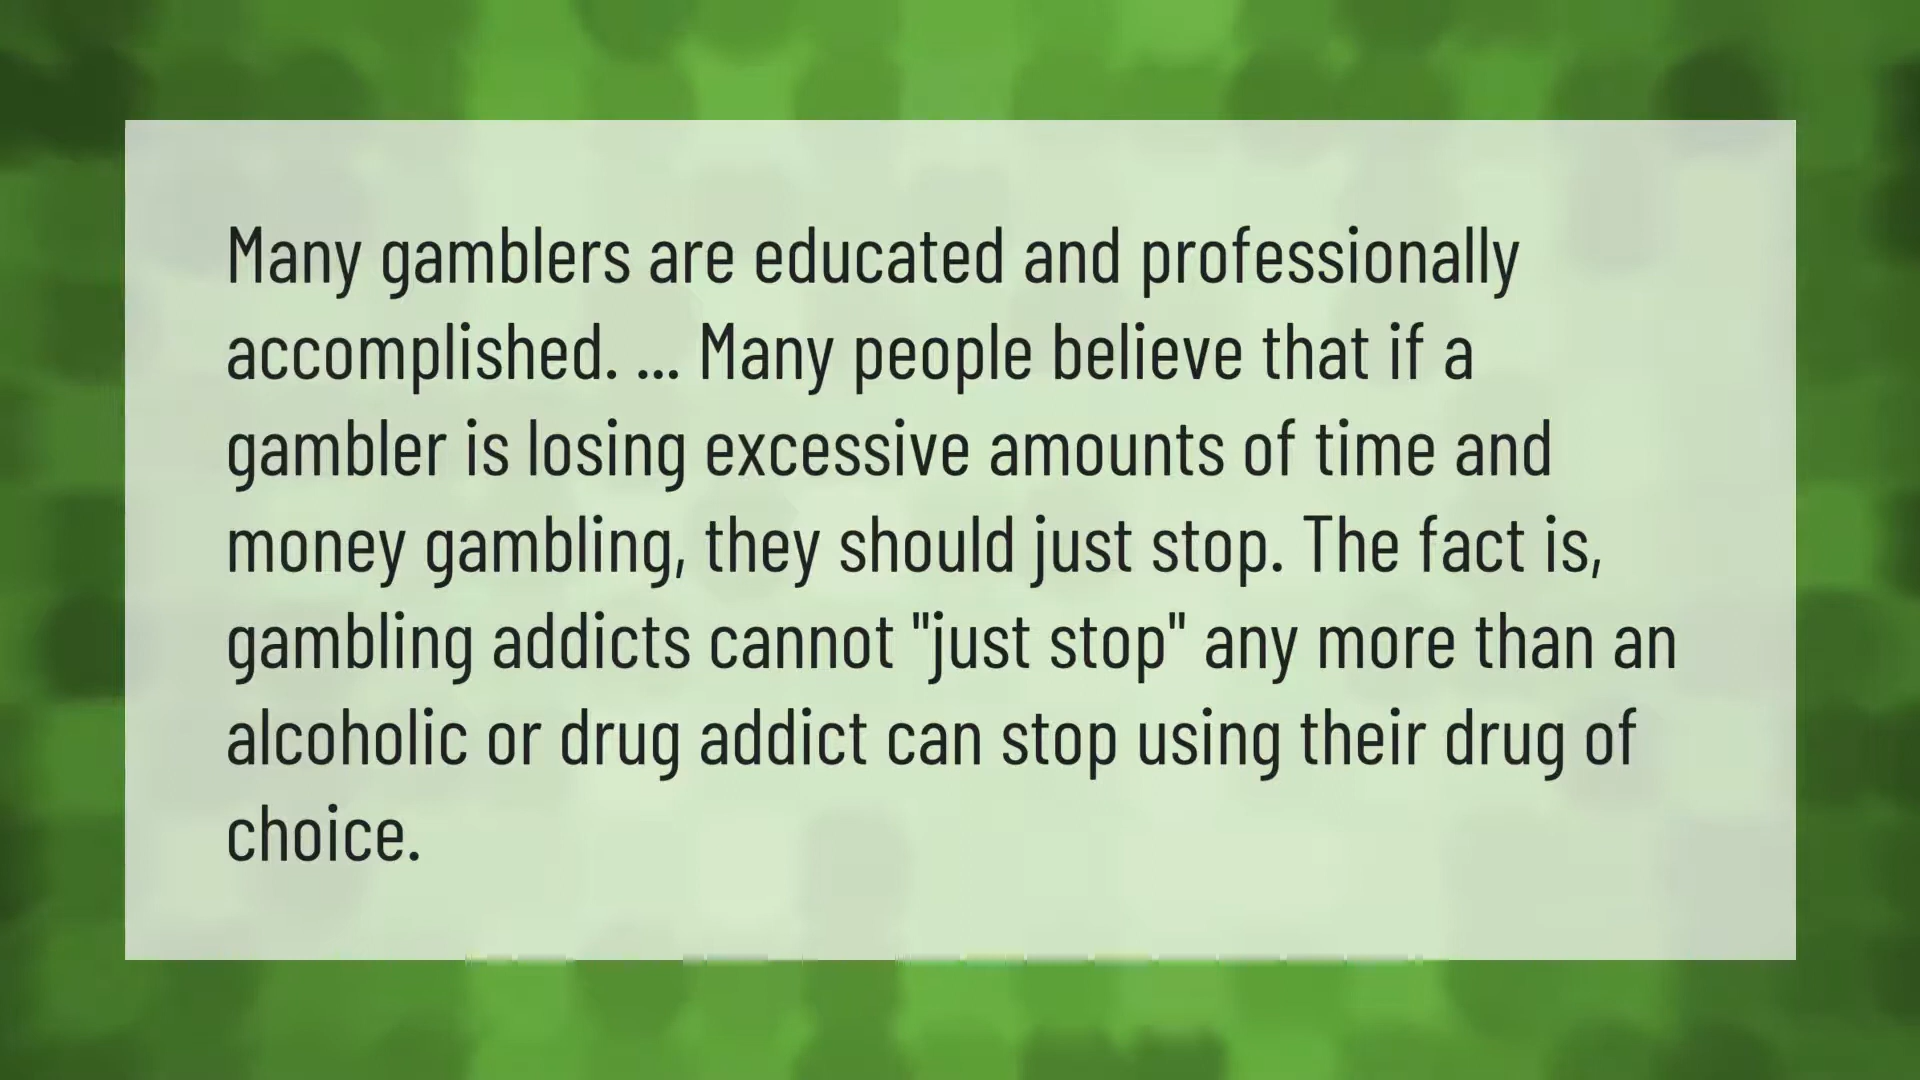 Many gamblers are educated and professionally
accomplished. ... Many people believe that if a
gambler is losing excessive amounts of time and
money gambling, they should just stop. The fact is,
gambling addicts cannot "just stop" any more than an
alcoholic or drug addict can stop using their drug of
choice.